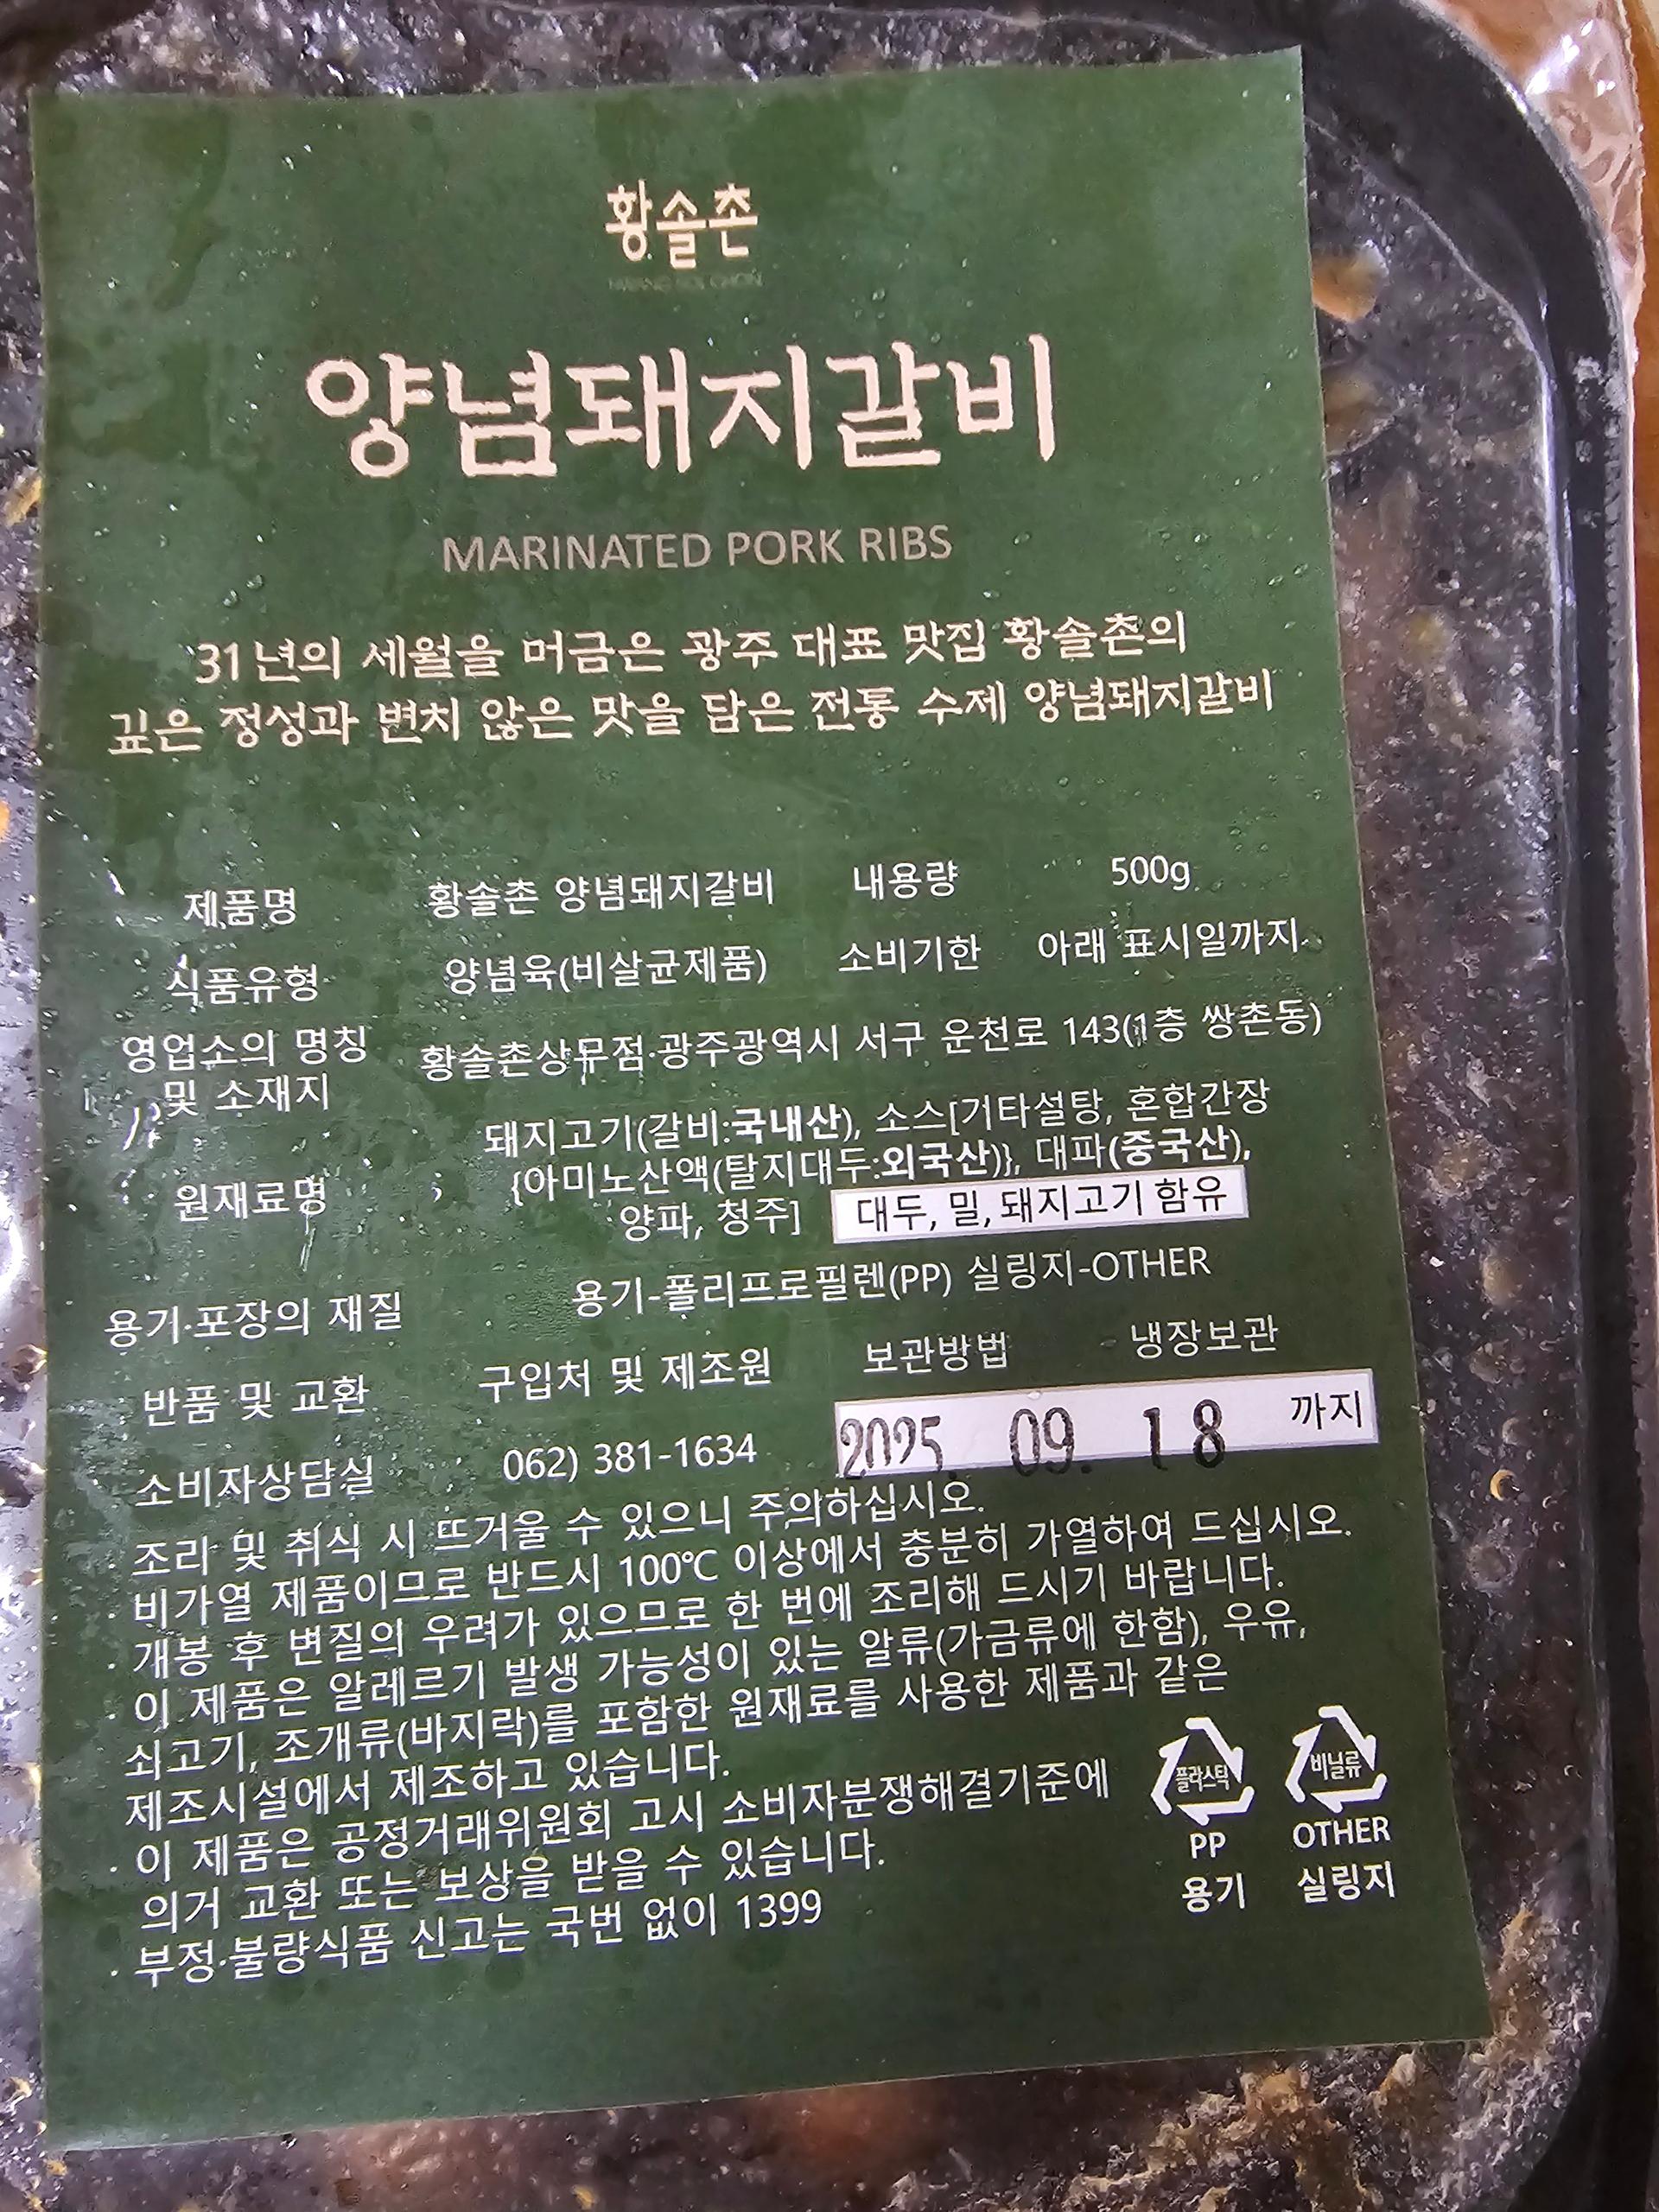 황솔촌
HWANG SOL CHON
양념돼지갈비
MARINATED PORK RIBS
31년의 세월을 머금은 광주 대표 맛집 황솔촌의
깊은 정성과 변치 않은 맛을 담은 전통 수제 양념돼지갈비
제품명 황솔촌 양념돼지갈비 내용량 500g
식품유형 양념육(비살균제품) 소비기한 아래 표시일까지
영업소의 명칭 및 소재지 황솔촌상무점·광주광역시 서구 운천로 143(1층 쌍촌동)
원재료명 돼지고기(갈비:국내산), 소스[기타설탕, 혼합간장
{아미노산액(탈지대두:외국산)}, 대파(중국산),
양파, 청주] 대두, 밀, 돼지고기 함유
용기·포장의 재질 용기-폴리프로필렌(PP) 실링지-OTHER
반품 및 교환 구입처 및 제조원 보관방법 냉장보관
소비자상담실 062) 381-1634 2025. 09. 18 까지
· 조리 및 취식 시 뜨거울 수 있으니 주의하십시오.
· 비가열 제품이므로 반드시 100℃ 이상에서 충분히 가열하여 드십시오.
· 개봉 후 변질의 우려가 있으므로 한 번에 조리해 드시기 바랍니다.
· 이 제품은 알레르기 발생 가능성이 있는 알류(가금류에 한함), 우유,
쇠고기, 조개류(바지락)를 포함한 원재료를 사용한 제품과 같은
제조시설에서 제조하고 있습니다.
· 이 제품은 공정거래위원회 고시 소비자분쟁해결기준에
의거 교환 또는 보상을 받을 수 있습니다.
· 부정·불량식품 신고는 국번 없이 1399
플라스틱 비닐류
PP OTHER
용기 실링지